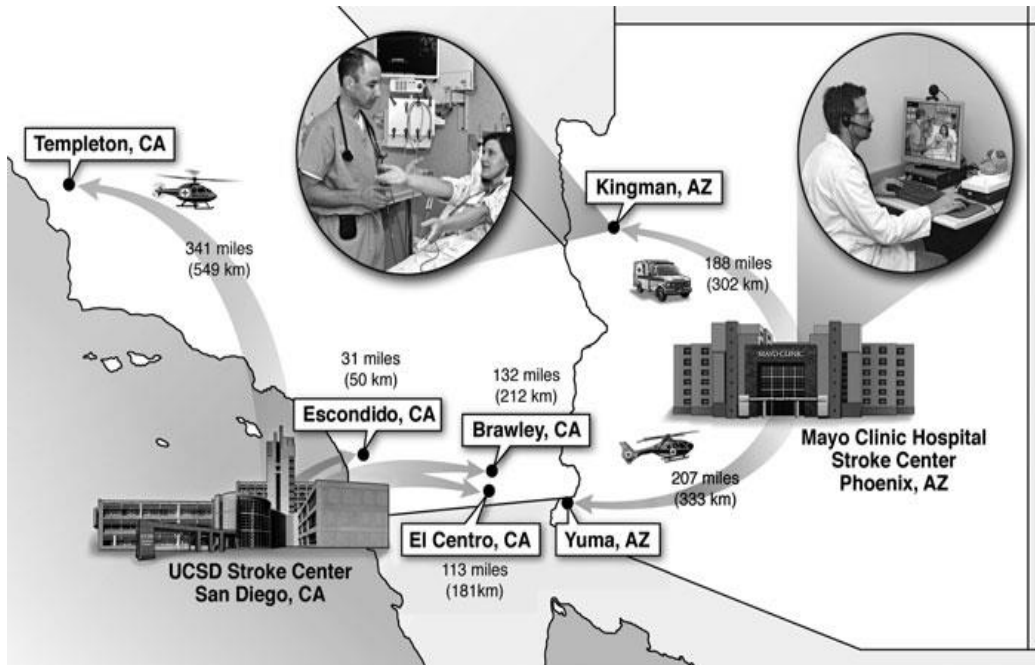 Templeton, CA
341 miles
(549 km)
Kingman, AZ
188 miles
(302 km)
31 miles
(50 km)
Escondido, CA
132 miles
(212 km)
Brawley, CA
MAYO CLINIC
Mayo Clinic Hospital
Stroke Center
Phoenix, AZ
207 miles
(333 km)
El Centro, CA
113 miles
(181km)
Yuma, AZ
UCSD Stroke Center
San Diego, CA